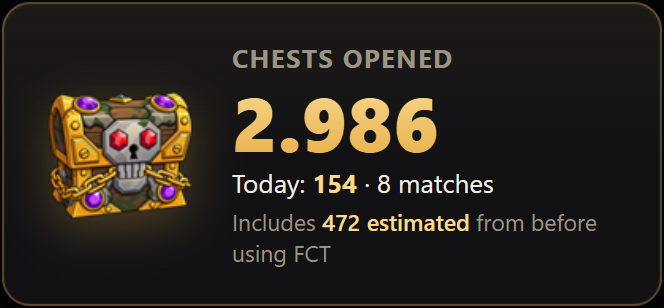 CHESTS OPENED
2.986
Today: 154 · 8 matches
Includes 472 estimated from before
using FCT